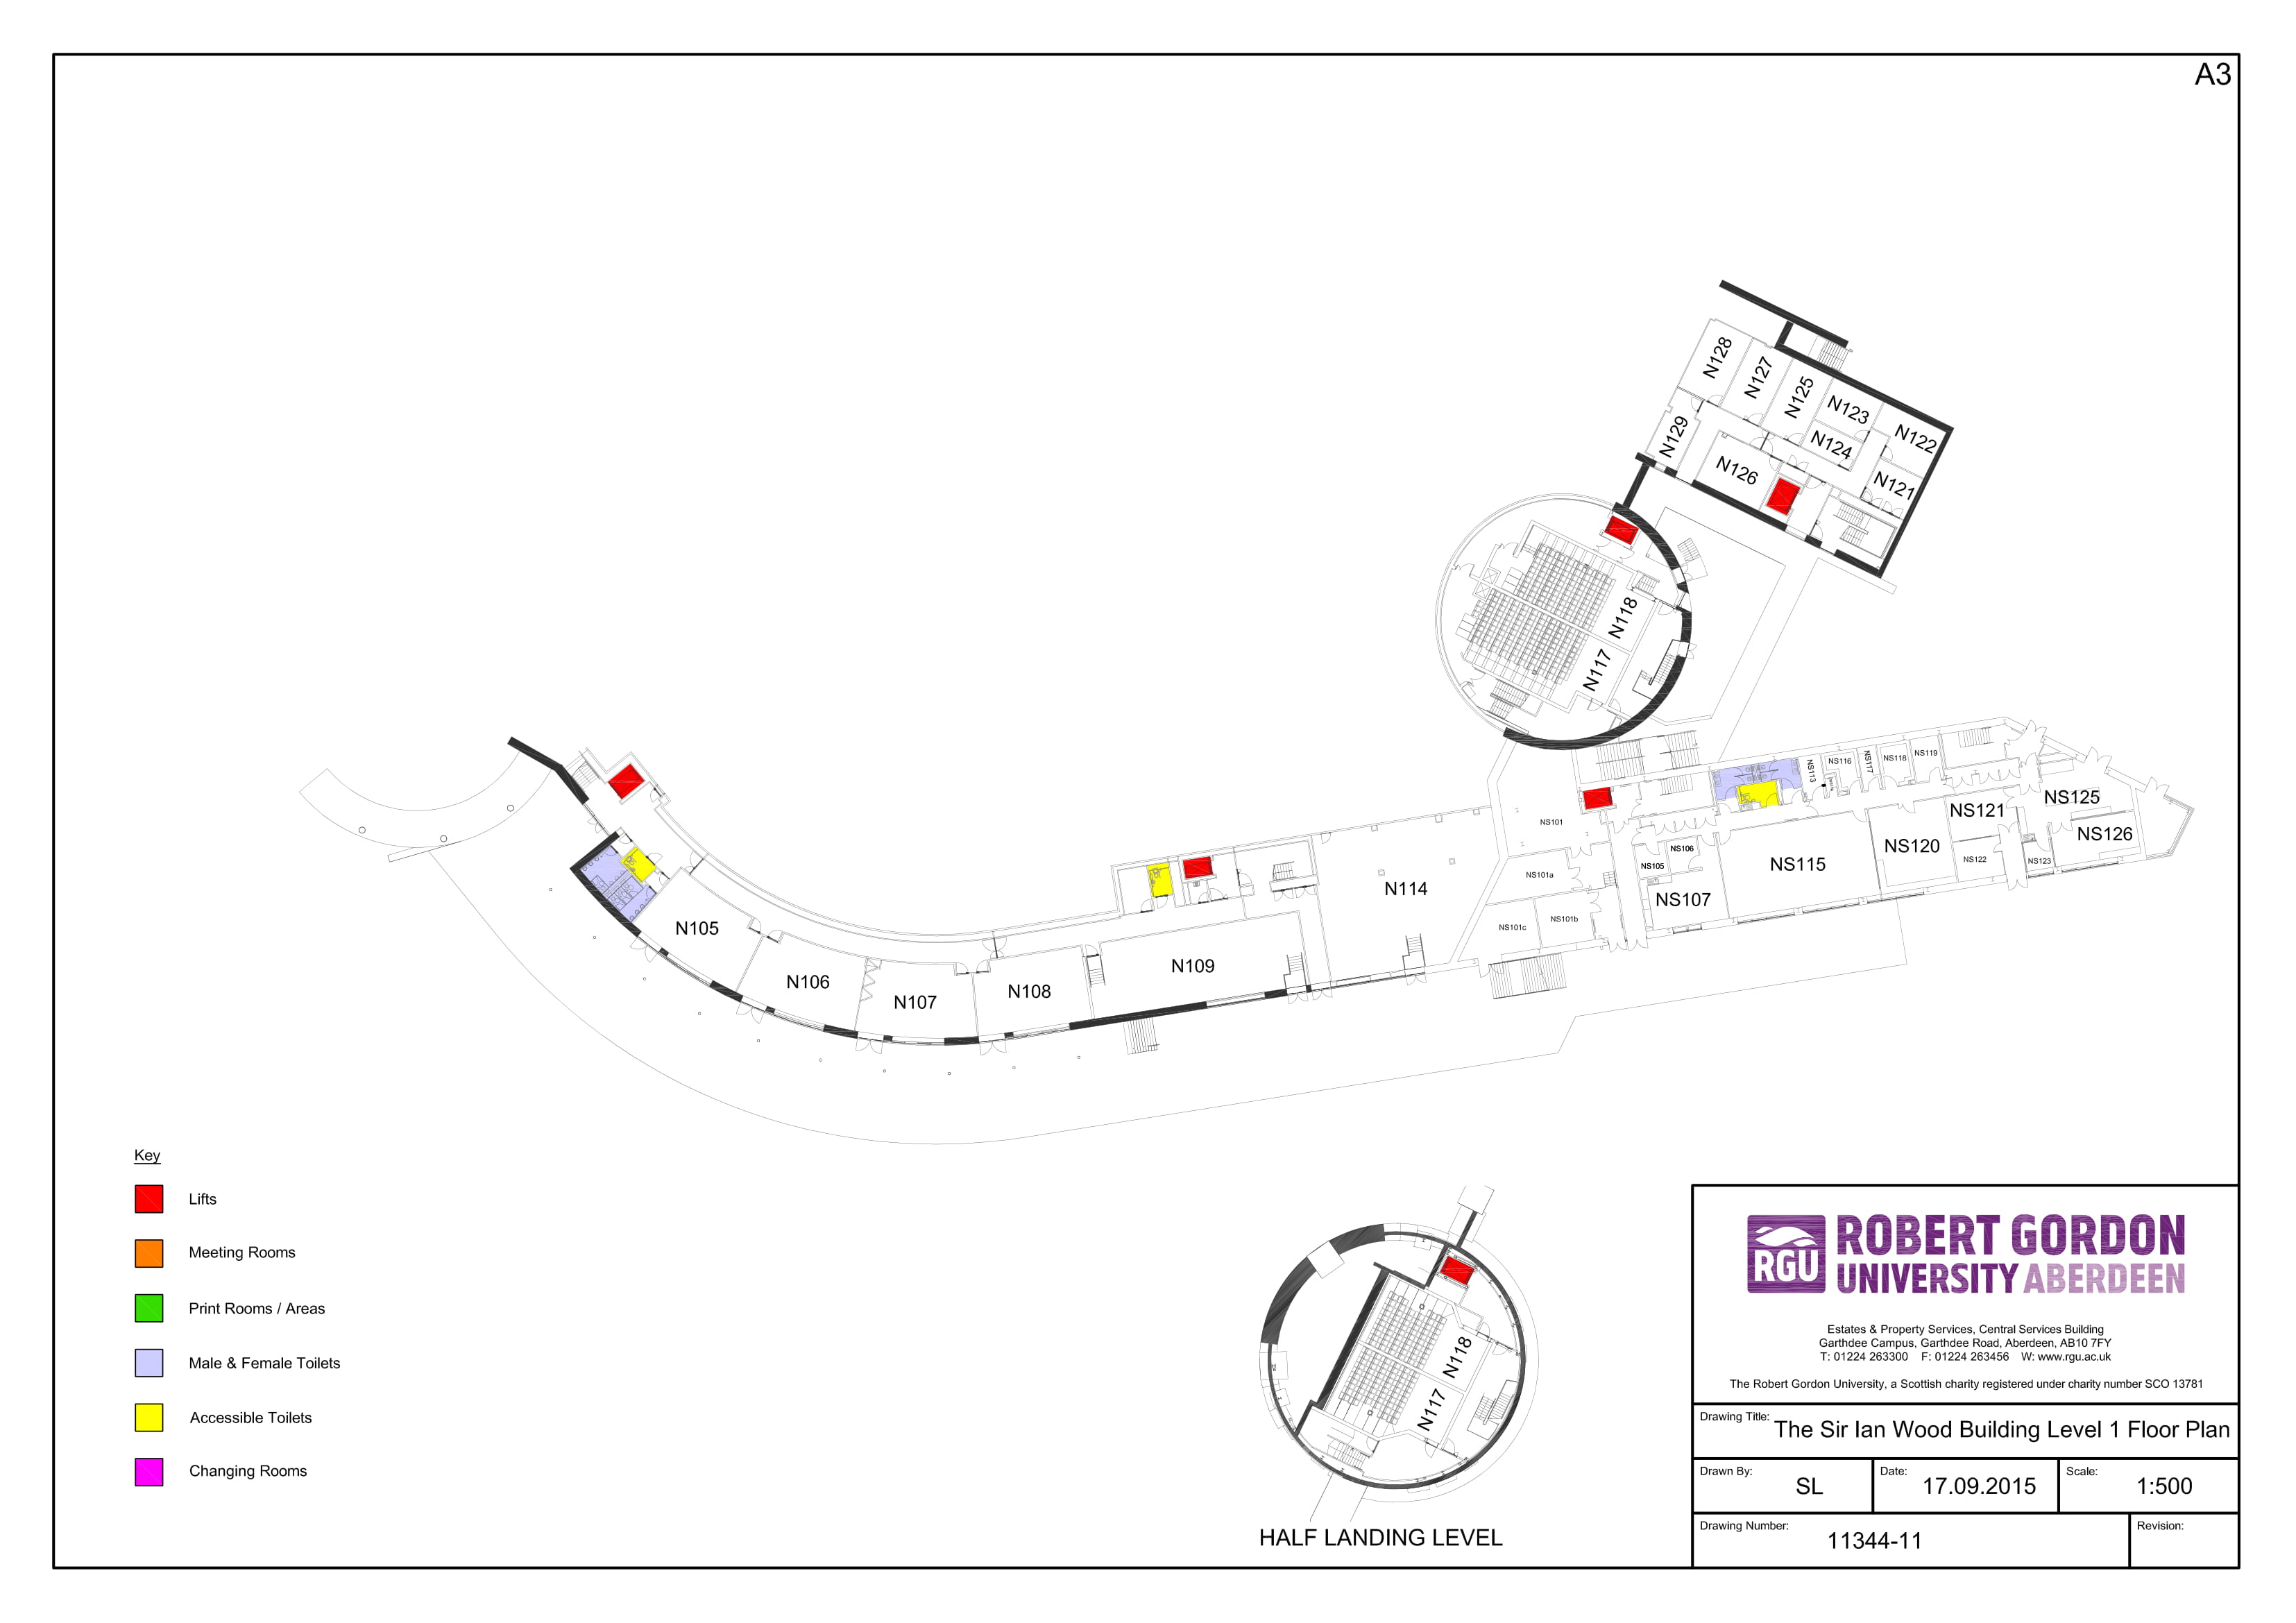 A3
N128
N127
N125
N123
N122
N129
N124
N126
N121
N118
N117
NS101
NS113
NS116
NS117
NS118
NS119
NS125
NS121
NS126
NS105
NS106
NS115
NS120
NS122
NS123
NS101a
NS107
NS101b
NS101c
N114
N105
N106
N107
N108
N109
Key
Lifts
Meeting Rooms
Print Rooms / Areas
Male & Female Toilets
Accessible Toilets
Changing Rooms
N118
N117
HALF LANDING LEVEL
RGU
ROBERT GORDON
UNIVERSITY ABERDEEN
Estates & Property Services, Central Services Building
Garthdee Campus, Garthdee Road, Aberdeen, AB10 7FY
T: 01224 263300 F: 01224 263456 W: www.rgu.ac.uk
The Robert Gordon University, a Scottish charity registered under charity number SCO 13781
Drawing Title: The Sir Ian Wood Building Level 1 Floor Plan
Drawn By: SL
Date: 17.09.2015
Scale: 1:500
Drawing Number: 11344-11
Revision: